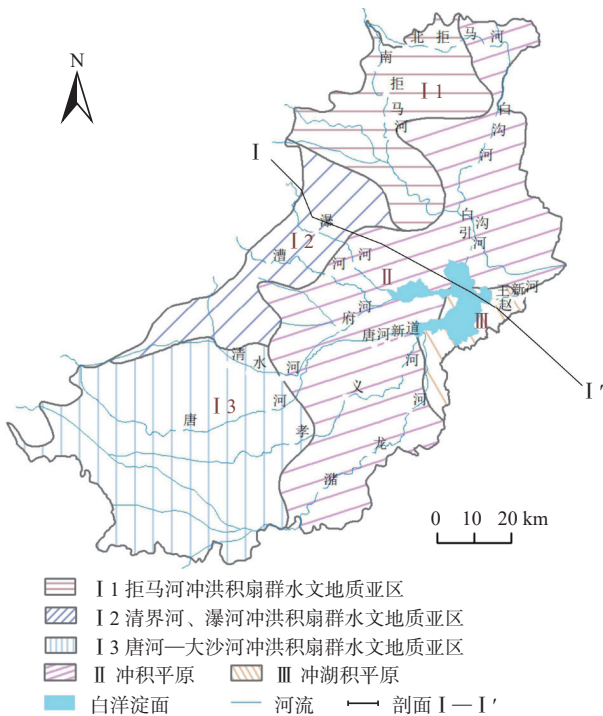 N
北拒马河
南拒马河
Ⅰ1
白沟河
Ⅰ
瀑河
白沟引河
Ⅰ2
漕河
Ⅱ
府河
王新河
赵
Ⅲ
唐河新道
清水河
Ⅰ′
Ⅰ3
唐河
孝义河
潴龙河
0 10 20 km
Ⅰ1 拒马河冲洪积扇群水文地质亚区
Ⅰ2 清界河、瀑河冲洪积扇群水文地质亚区
Ⅰ3 唐河—大沙河冲洪积扇群水文地质亚区
Ⅱ 冲积平原 Ⅲ 冲湖积平原
白洋淀面 河流 剖面Ⅰ—Ⅰ′